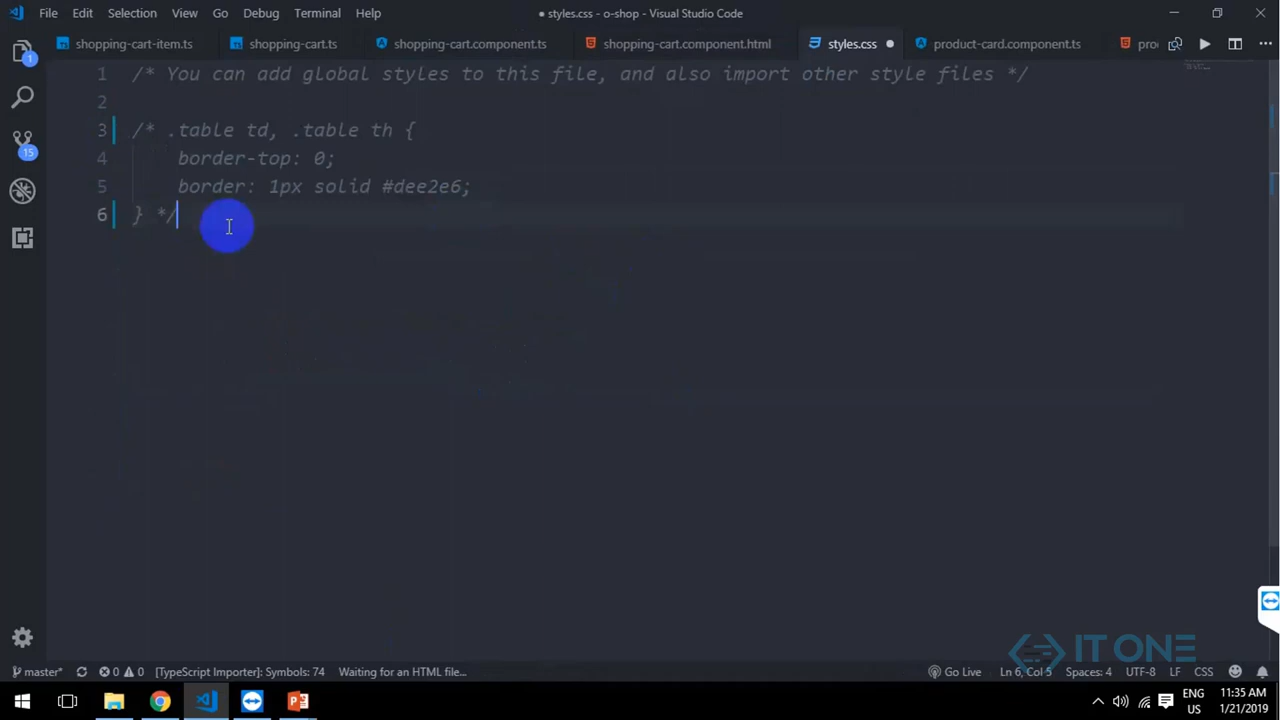 File Edit Selection View Go Debug Terminal Help
● styles.css - o-shop - Visual Studio Code
shopping-cart-item.ts shopping-cart.ts shopping-cart.component.ts shopping-cart.component.html styles.css ● product-card.component.ts
1 /* You can add global styles to this file, and also import other style files */
2
3 /* .table td, .table th {
4 border-top: 0;
5 border: 1px solid #dee2e6;
6 } */
1
15
IT ONE
master* 0 0 [TypeScript Importer]: Symbols: 74 Waiting for an HTML file... Go Live Ln 6, Col 5 Spaces: 4 UTF-8 LF CSS
ENG 11:35 AM
US 1/21/2019